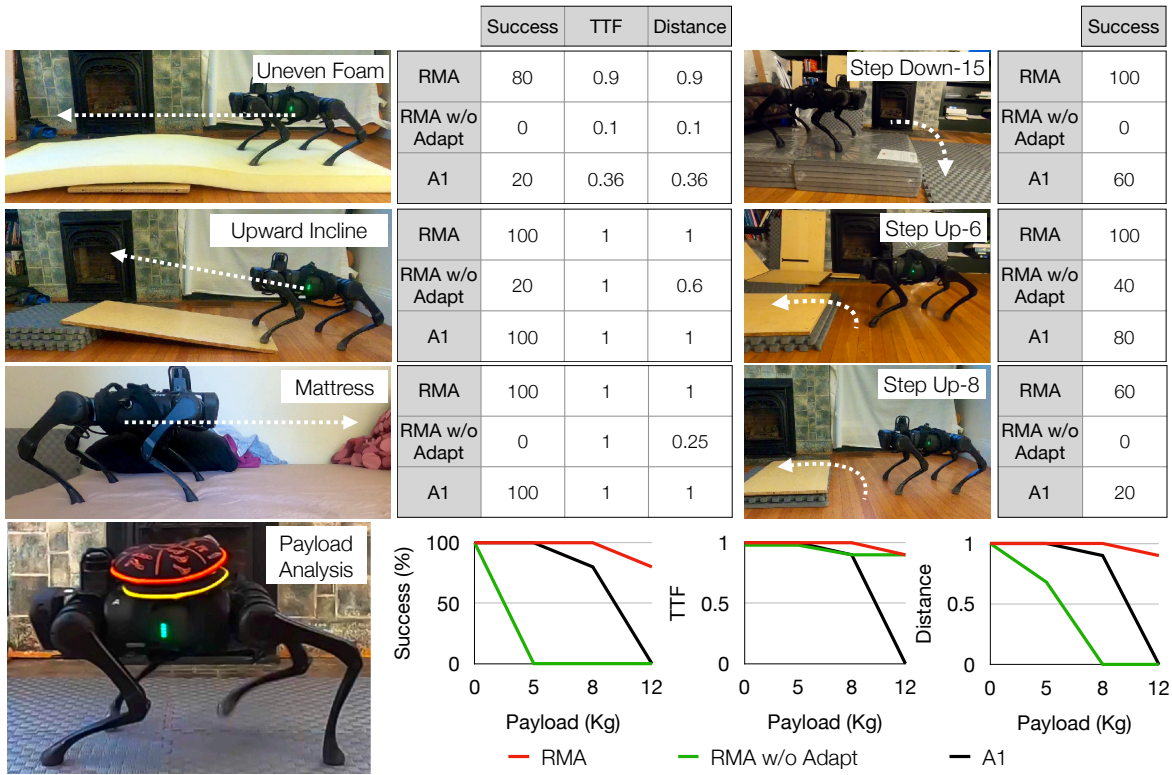 Success TTF Distance
Success
Uneven Foam
RMA 80 0.9 0.9
RMA w/o
Adapt 0 0.1 0.1
A1 20 0.36 0.36
Step Down-15
RMA 100
RMA w/o
Adapt 0
A1 60
Upward Incline
RMA 100 1 1
RMA w/o
Adapt 20 1 0.6
A1 100 1 1
Step Up-6
RMA 100
RMA w/o
Adapt 40
A1 80
Mattress
RMA 100 1 1
RMA w/o
Adapt 0 1 0.25
A1 100 1 1
Step Up-8
RMA 60
RMA w/o
Adapt 0
A1 20
Payload
Analysis
Success (%)
100
50
0
0 5 8 12
Payload (Kg)
TTF
1
0.5
0
0 5 8 12
Payload (Kg)
Distance
1
0.5
0
0 5 8 12
Payload (Kg)
RMA RMA w/o Adapt A1